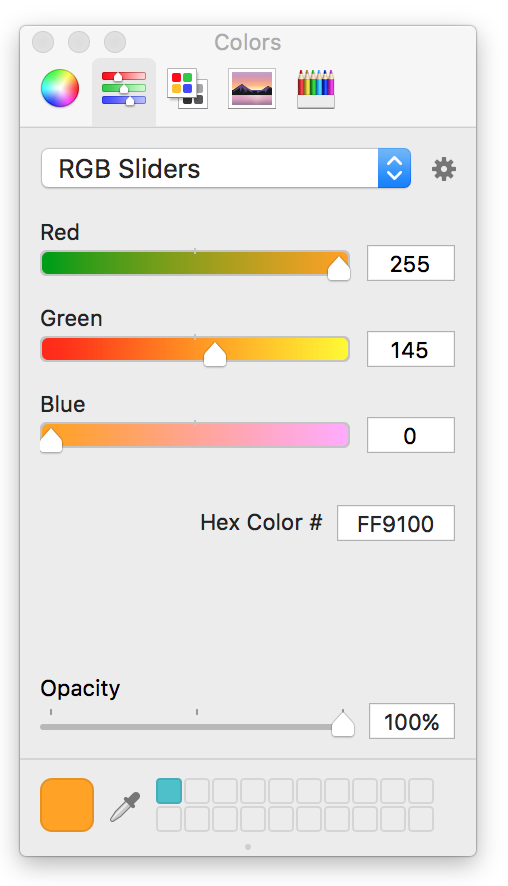 Colors
RGB Sliders
Red
255
Green
145
Blue
0
Hex Color # FF9100
Opacity
100%